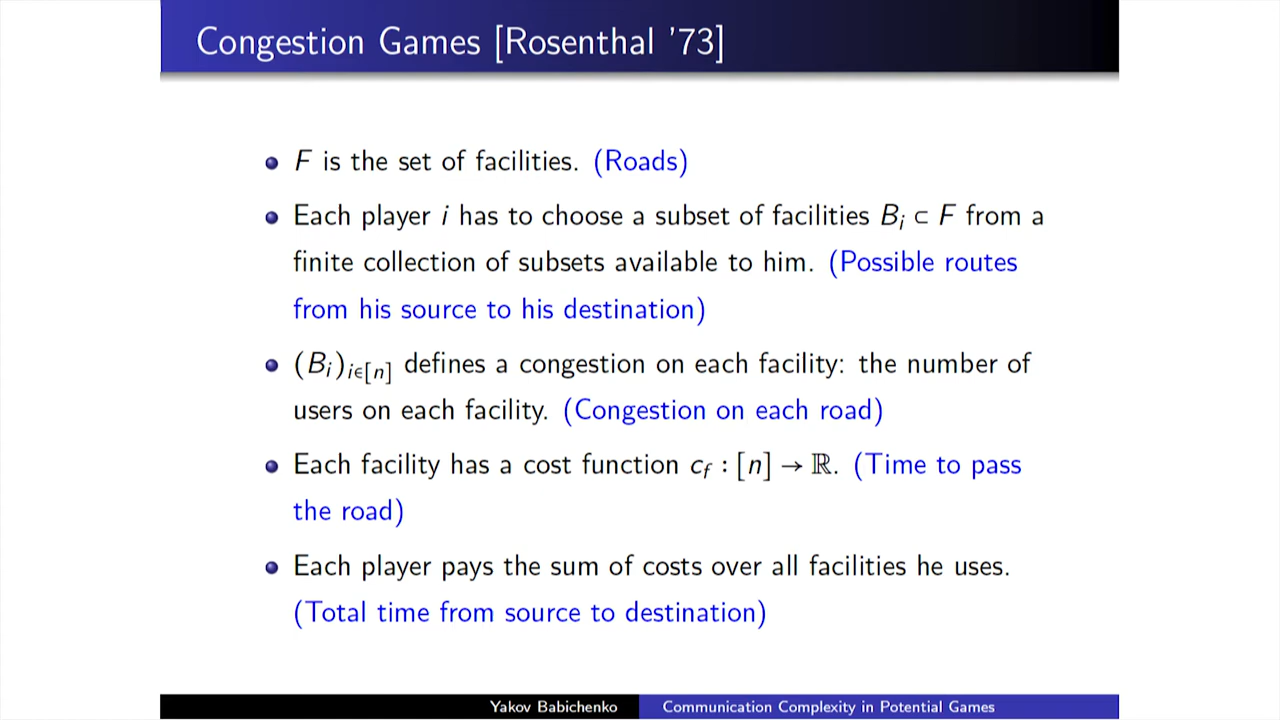 Congestion Games [Rosenthal '73]
F is the set of facilities. (Roads)
Each player i has to choose a subset of facilities B_i ⊂ F from a
finite collection of subsets available to him. (Possible routes
from his source to his destination)
(B_i)_{i∈[n]} defines a congestion on each facility: the number of
users on each facility. (Congestion on each road)
Each facility has a cost function c_f : [n] → ℝ. (Time to pass
the road)
Each player pays the sum of costs over all facilities he uses.
(Total time from source to destination)
Yakov Babichenko Communication Complexity in Potential Games